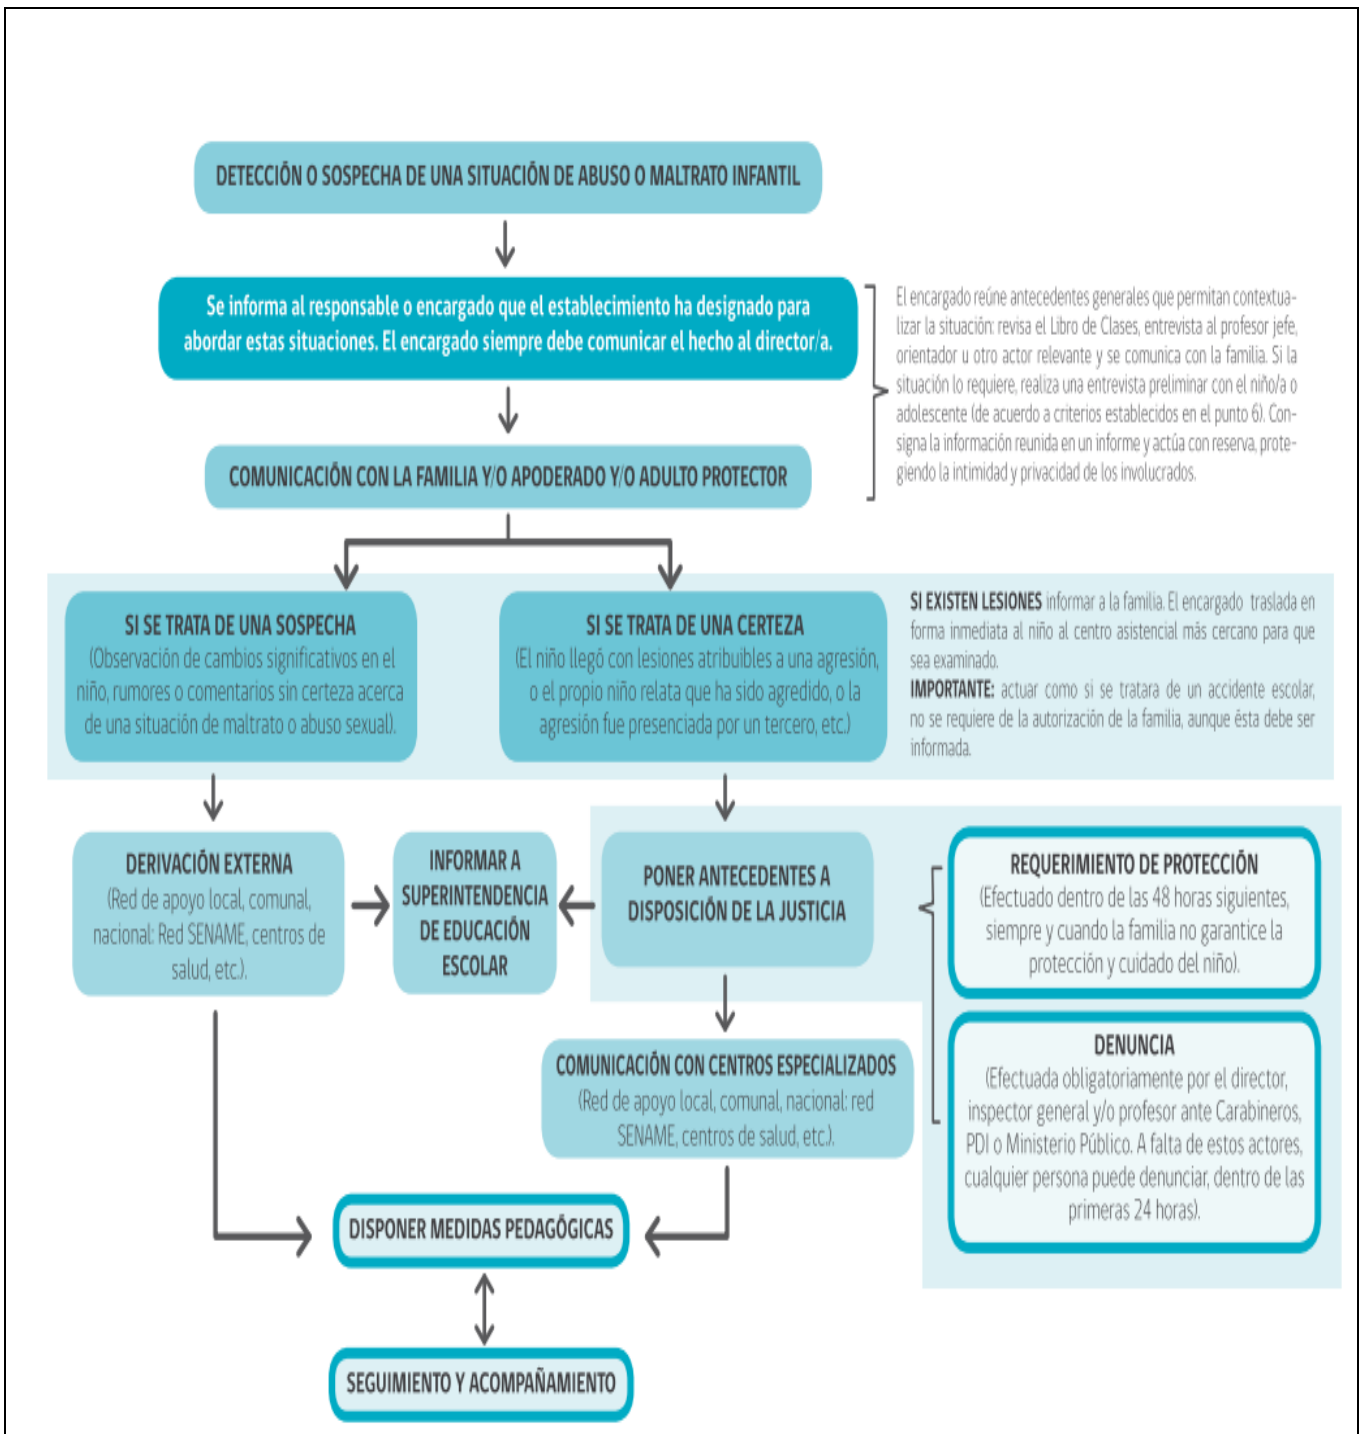 DETECCIÓN O SOSPECHA DE UNA SITUACIÓN DE ABUSO O MALTRATO INFANTIL
Se informa al responsable o encargado que el establecimiento ha designado para
abordar estas situaciones. El encargado siempre debe comunicar el hecho al director/a.
El encargado reúne antecedentes generales que permitan contextua-
lizar la situación: revisa el Libro de Clases, entrevista al profesor jefe,
orientador u otro actor relevante y se comunica con la familia. Si la
situación lo requiere, realiza una entrevista preliminar con el niño/a o
adolescente (de acuerdo a criterios establecidos en el punto 6). Con-
signa la información reunida en un informe y actúa con reserva, prote-
giendo la intimidad y privacidad de los involucrados.
COMUNICACIÓN CON LA FAMILIA Y/O APODERADO Y/O ADULTO PROTECTOR
SI SE TRATA DE UNA SOSPECHA
(Observación de cambios significativos en el
niño, rumores o comentarios sin certeza acerca
de una situación de maltrato o abuso sexual).
SI SE TRATA DE UNA CERTEZA
(El niño llegó con lesiones atribuibles a una agresión,
o el propio niño relata que ha sido agredido, o la
agresión fue presenciada por un tercero, etc.)
SI EXISTEN LESIONES informar a la familia. El encargado traslada en
forma inmediata al niño al centro asistencial más cercano para que
sea examinado.
IMPORTANTE: actuar como si se tratara de un accidente escolar,
no se requiere de la autorización de la familia, aunque ésta debe ser
informada.
DERIVACIÓN EXTERNA
(Red de apoyo local, comunal,
nacional: Red SENAME, centros de
salud, etc.).
INFORMAR A
SUPERINTENDENCIA
DE EDUCACIÓN
ESCOLAR
PONER ANTECEDENTES A
DISPOSICIÓN DE LA JUSTICIA
REQUERIMIENTO DE PROTECCIÓN
(Efectuado dentro de las 48 horas siguientes,
siempre y cuando la familia no garantice la
protección y cuidado del niño).
DENUNCIA
(Efectuada obligatoriamente por el director,
inspector general y/o profesor ante Carabineros,
PDI o Ministerio Público. A falta de estos actores,
cualquier persona puede denunciar, dentro de las
primeras 24 horas).
COMUNICACIÓN CON CENTROS ESPECIALIZADOS
(Red de apoyo local, comunal, nacional: red
SENAME, centros de salud, etc.).
DISPONER MEDIDAS PEDAGÓGICAS
SEGUIMIENTO Y ACOMPAÑAMIENTO